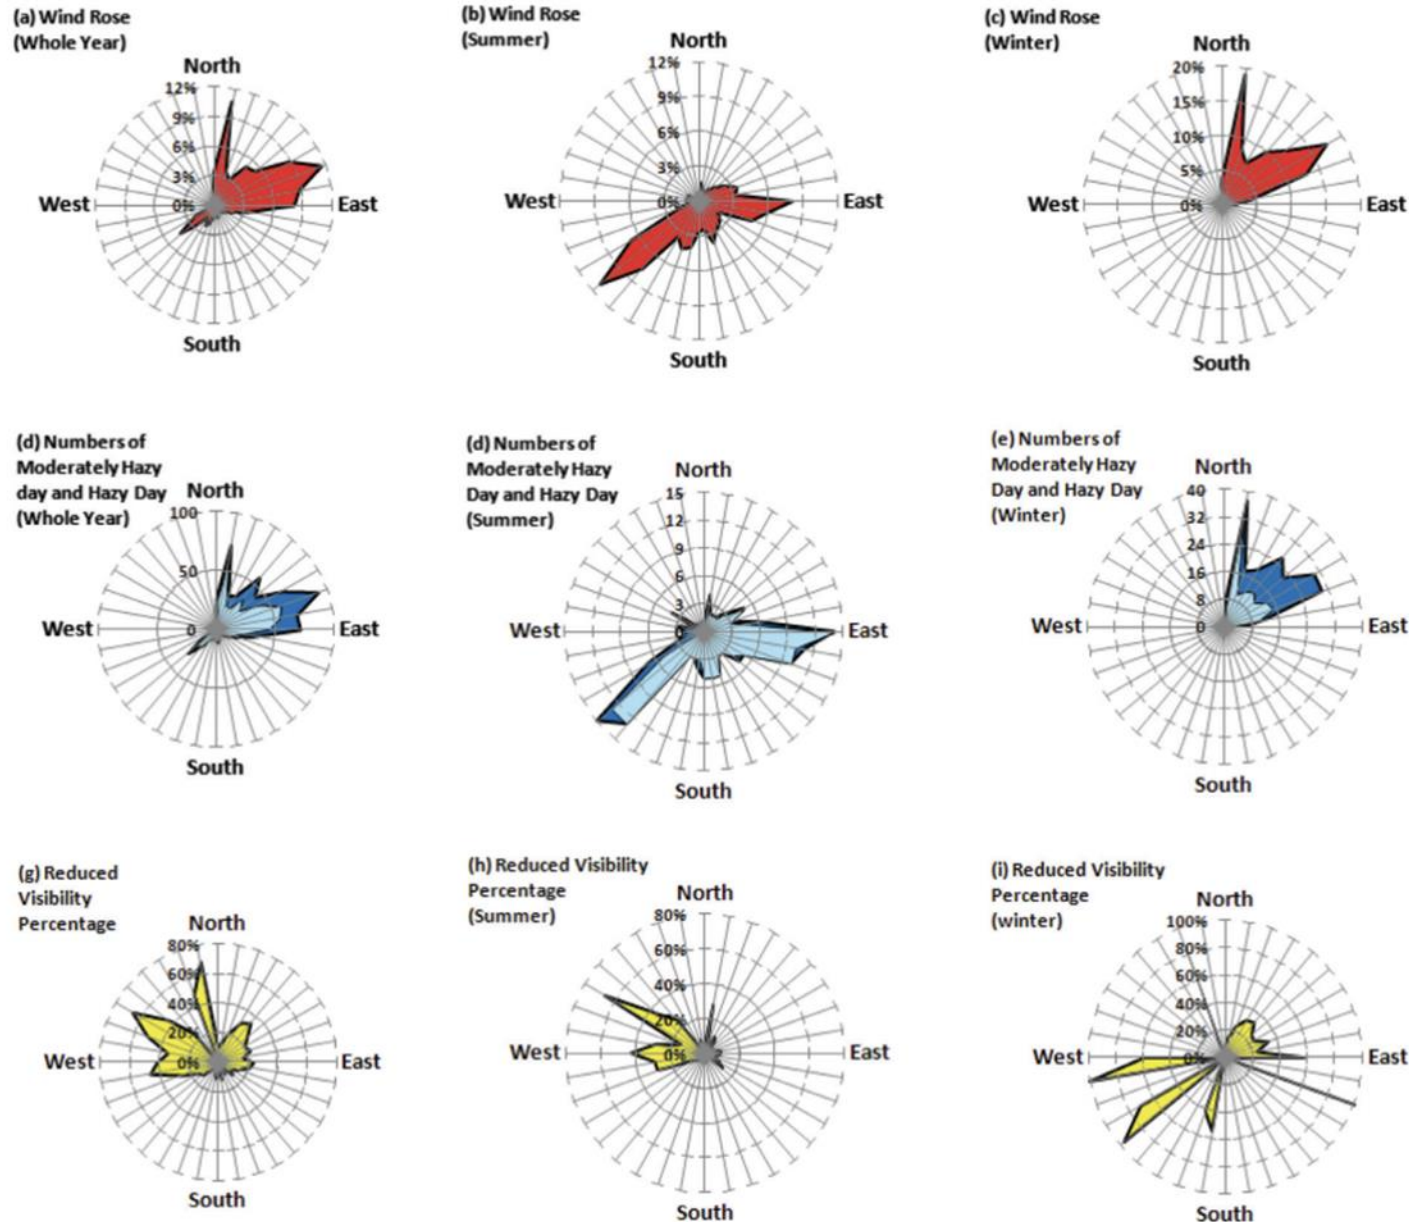 (a) Wind Rose
(Whole Year)
North
12%
9%
6%
3%
0%
West
East
South
(b) Wind Rose
(Summer)
North
12%
9%
6%
3%
0%
West
East
South
(c) Wind Rose
(Winter)
North
20%
15%
10%
5%
0%
West
East
South
(d) Numbers of
Moderately Hazy
day and Hazy Day
(Whole Year)
North
100
50
0
West
East
South
(d) Numbers of
Moderately Hazy
Day and Hazy Day
(Summer)
North
15
12
9
6
3
0
West
East
South
(e) Numbers of
Moderately Hazy
Day and Hazy Day
(Winter)
North
40
32
24
16
8
0
West
East
South
(g) Reduced
Visibility
Percentage
North
80%
60%
40%
20%
0%
West
East
South
(h) Reduced Visibility
Percentage
(Summer)
North
80%
60%
40%
20%
0%
West
East
South
(i) Reduced Visibility
Percentage
(winter)
North
100%
80%
60%
40%
20%
0%
West
East
South